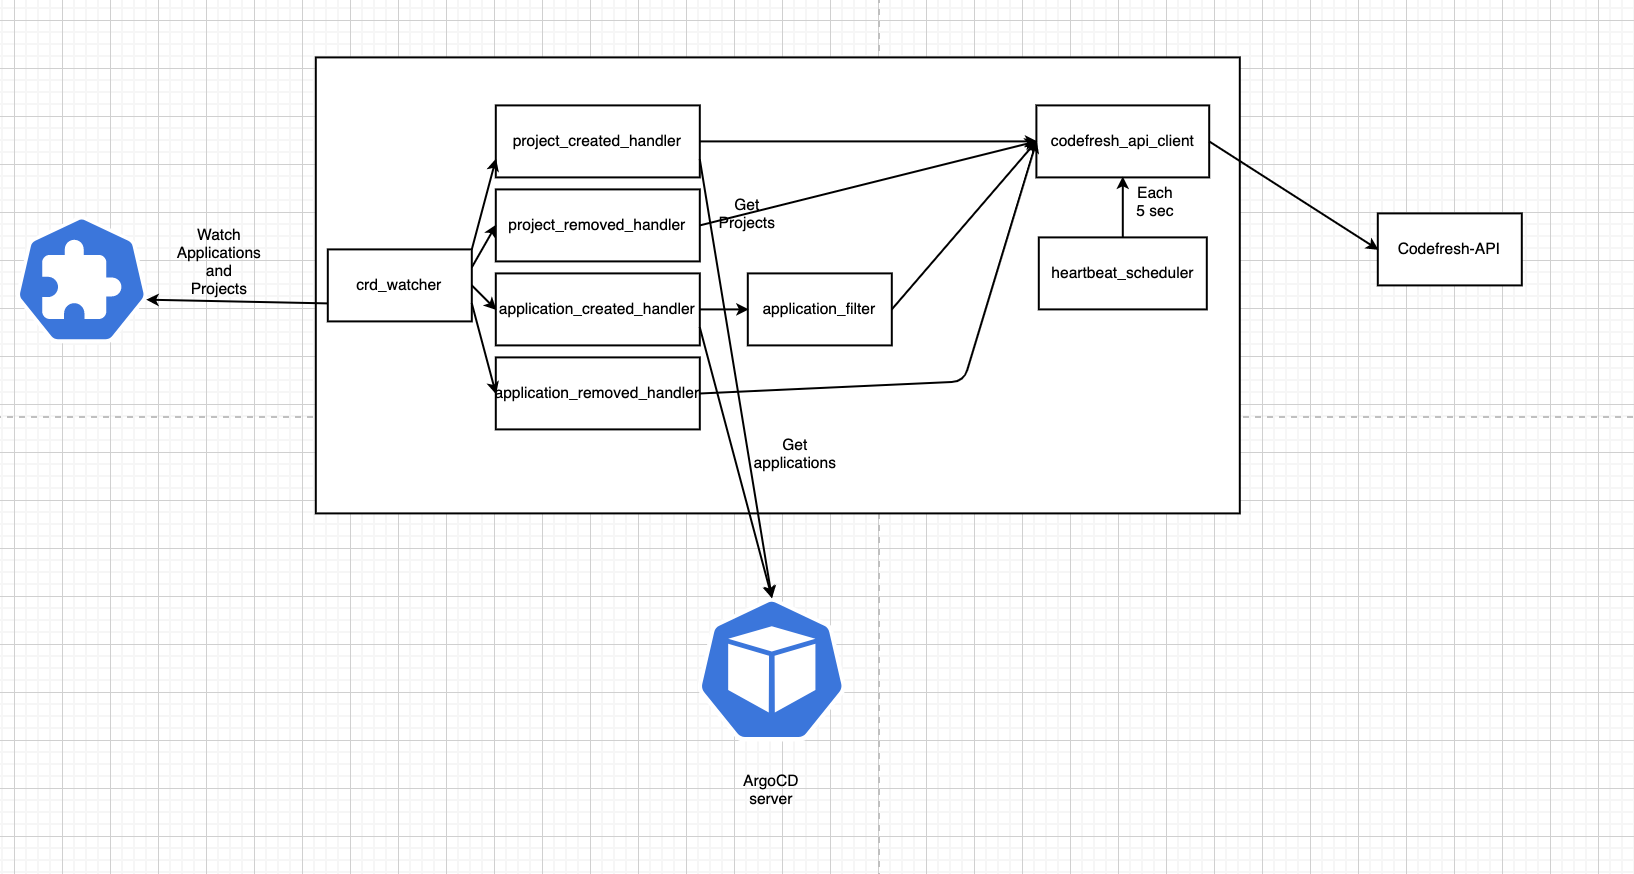 project_created_handler
codefresh_api_client
Each
5 sec
Get
Projects
project_removed_handler
Watch
Applications
and
Projects
Codefresh-API
heartbeat_scheduler
crd_watcher
application_created_handler
application_filter
application_removed_handler
Get
applications
ArgoCD
server